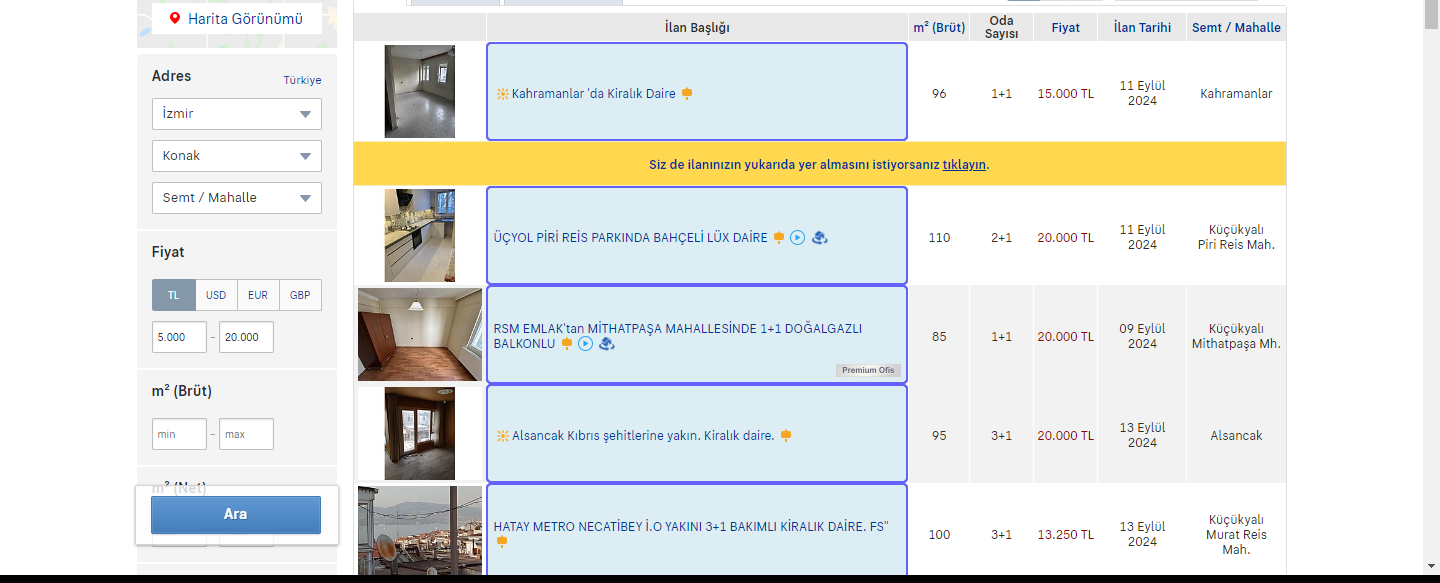 Harita Görünümü
Adres
Türkiye
İzmir
Konak
Semt / Mahalle
Fiyat
TL USD EUR GBP
5.000 - 20.000
m² (Brüt)
min - max
m² (Net)
Ara
İlan Başlığı m² (Brüt) Oda Sayısı Fiyat İlan Tarihi Semt / Mahalle
Kahramanlar 'da Kiralık Daire 96 1+1 15.000 TL 11 Eylül 2024 Kahramanlar
Siz de ilanınızın yukarıda yer almasını istiyorsanız tıklayın.
ÜÇYOL PİRİ REİS PARKINDA BAHÇELİ LÜX DAİRE 110 2+1 20.000 TL 11 Eylül 2024 Küçükyalı Piri Reis Mah.
RSM EMLAK'tan MİTHATPAŞA MAHALLESİNDE 1+1 DOĞALGAZLI
BALKONLU 85 1+1 20.000 TL 09 Eylül 2024 Küçükyalı Mithatpaşa Mh.
Premium Ofis
Alsancak Kıbrıs şehitlerine yakın. Kiralık daire. 95 3+1 20.000 TL 13 Eylül 2024 Alsancak
HATAY METRO NECATİBEY İ.O YAKINI 3+1 BAKIMLI KİRALIK DAİRE. FS" 100 3+1 13.250 TL 13 Eylül 2024 Küçükyalı Murat Reis Mah.